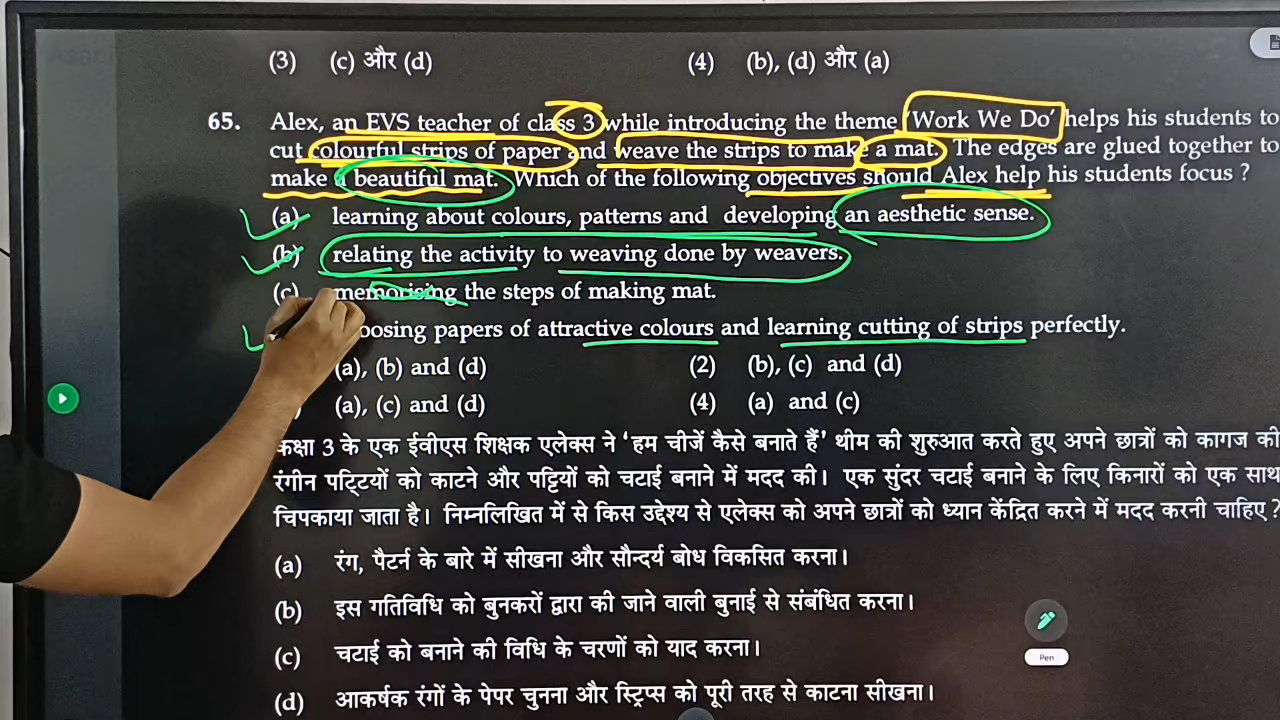 (3) (c) और (d) (4) (b), (d) और (a)
65. Alex, an EVS teacher of class 3 while introducing the theme 'Work We Do' helps his students to
cut colourful strips of paper and weave the strips to make a mat. The edges are glued together to
make a beautiful mat. Which of the following objectives should Alex help his students focus ?
(a) learning about colours, patterns and developing an aesthetic sense.
(b) relating the activity to weaving done by weavers.
(c) memorising the steps of making mat.
papers of attractive colours and learning cutting of strips perfectly.
(a), (b) and (d) (2) (b), (c) and (d)
(a), (c) and (d) (4) (a) and (c)
कक्षा 3 के एक ईवीएस शिक्षक एलेक्स ने 'हम चीजें कैसे बनाते हैं' थीम की शुरुआत करते हुए अपने छात्रों को कागज की
रंगीन पट्टियों को काटने और पट्टियों को चटाई बनाने में मदद की। एक सुंदर चटाई बनाने के लिए किनारों को एक साथ
चिपकाया जाता है। निम्नलिखित में से किस उद्देश्य से एलेक्स को अपने छात्रों को ध्यान केंद्रित करने में मदद करनी चाहिए ?
(a) रंग, पैटर्न के बारे में सीखना और सौन्दर्य बोध विकसित करना।
(b) इस गतिविधि को बुनकरों द्वारा की जाने वाली बुनाई से संबंधित करना।
(c) चटाई को बनाने की विधि के चरणों को याद करना।
(d) आकर्षक रंगों के पेपर चुनना और स्ट्रिप्स को पूरी तरह से काटना सीखना।
Pen